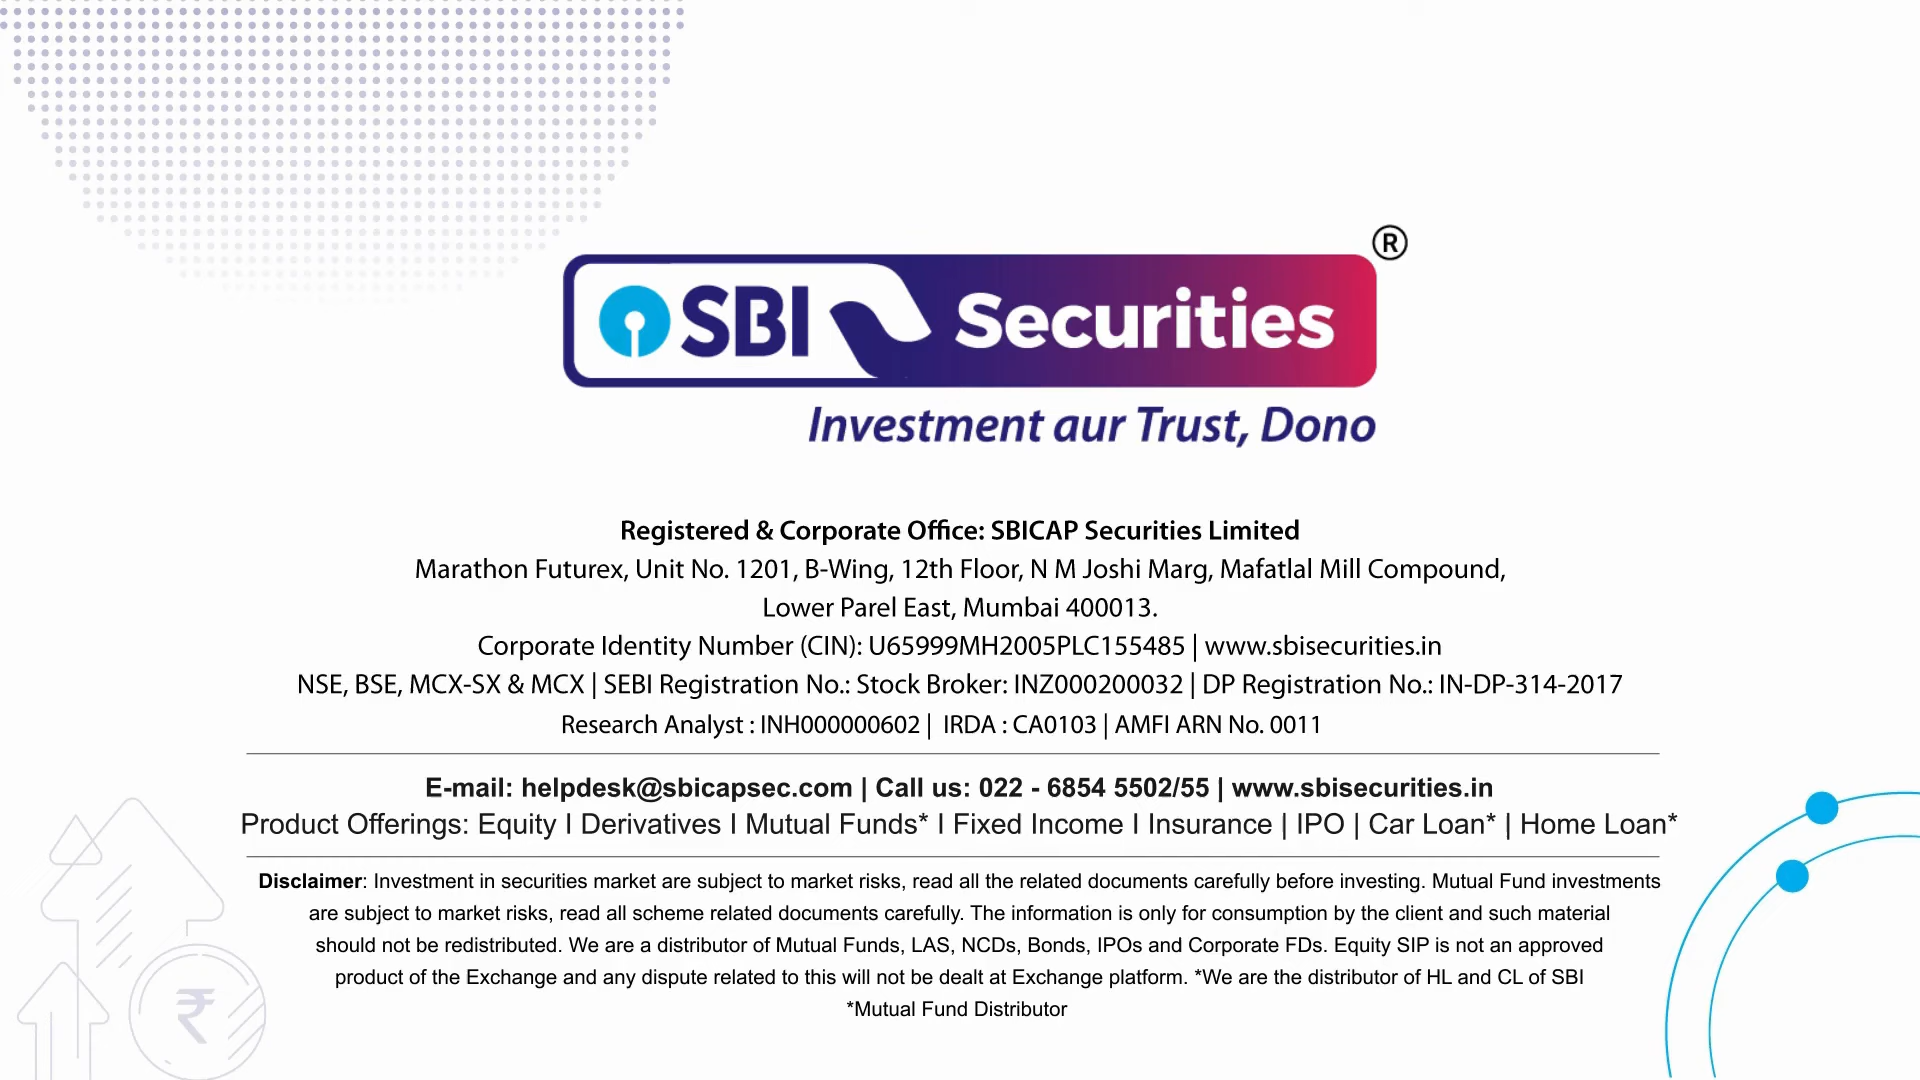 ®
SBI Securities
Investment aur Trust, Dono
Registered & Corporate Office: SBICAP Securities Limited
Marathon Futurex, Unit No. 1201, B-Wing, 12th Floor, N M Joshi Marg, Mafatlal Mill Compound,
Lower Parel East, Mumbai 400013.
Corporate Identity Number (CIN): U65999MH2005PLC155485 | www.sbisecurities.in
NSE, BSE, MCX-SX & MCX | SEBI Registration No.: Stock Broker: INZ000200032 | DP Registration No.: IN-DP-314-2017
Research Analyst : INH000000602 | IRDA : CA0103 | AMFI ARN No. 0011
E-mail: helpdesk@sbicapsec.com | Call us: 022 - 6854 5502/55 | www.sbisecurities.in
Product Offerings: Equity I Derivatives I Mutual Funds* I Fixed Income I Insurance | IPO | Car Loan* | Home Loan*
Disclaimer: Investment in securities market are subject to market risks, read all the related documents carefully before investing. Mutual Fund investments
are subject to market risks, read all scheme related documents carefully. The information is only for consumption by the client and such material
should not be redistributed. We are a distributor of Mutual Funds, LAS, NCDs, Bonds, IPOs and Corporate FDs. Equity SIP is not an approved
product of the Exchange and any dispute related to this will not be dealt at Exchange platform. *We are the distributor of HL and CL of SBI
*Mutual Fund Distributor
₹